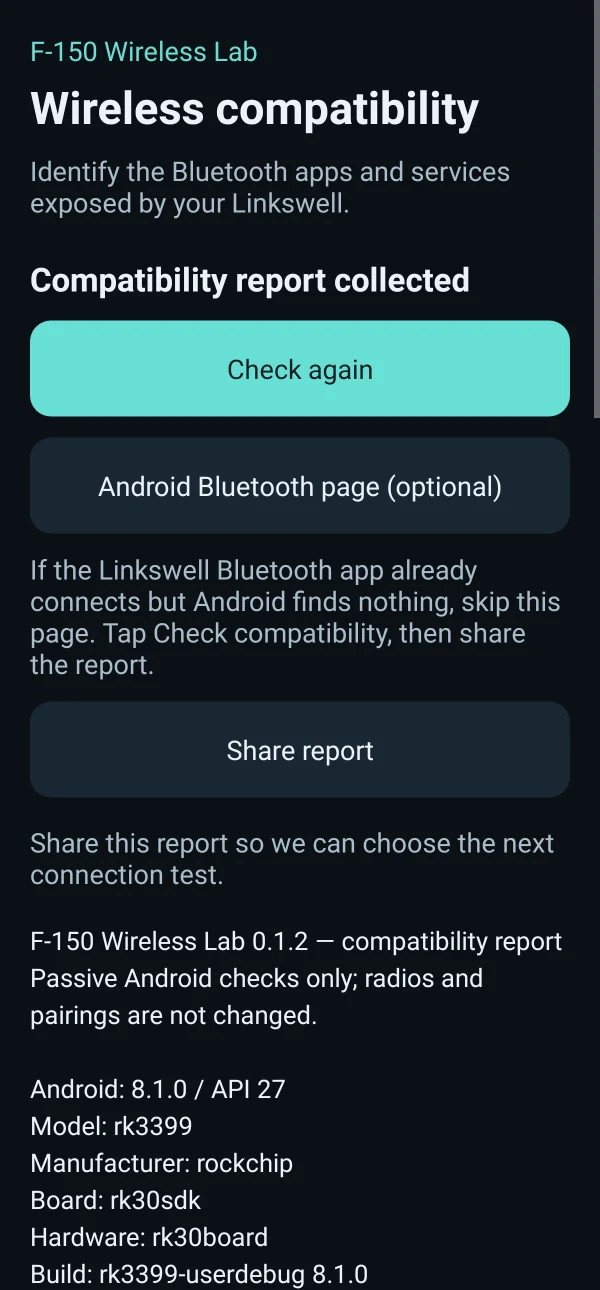 F-150 Wireless Lab
Wireless compatibility
Identify the Bluetooth apps and services
exposed by your Linkswell.
Compatibility report collected
Check again
Android Bluetooth page (optional)
If the Linkswell Bluetooth app already
connects but Android finds nothing, skip this
page. Tap Check compatibility, then share
the report.
Share report
Share this report so we can choose the next
connection test.
F-150 Wireless Lab 0.1.2 — compatibility report
Passive Android checks only; radios and
pairings are not changed.
Android: 8.1.0 / API 27
Model: rk3399
Manufacturer: rockchip
Board: rk30sdk
Hardware: rk30board
Build: rk3399-userdebug 8.1.0